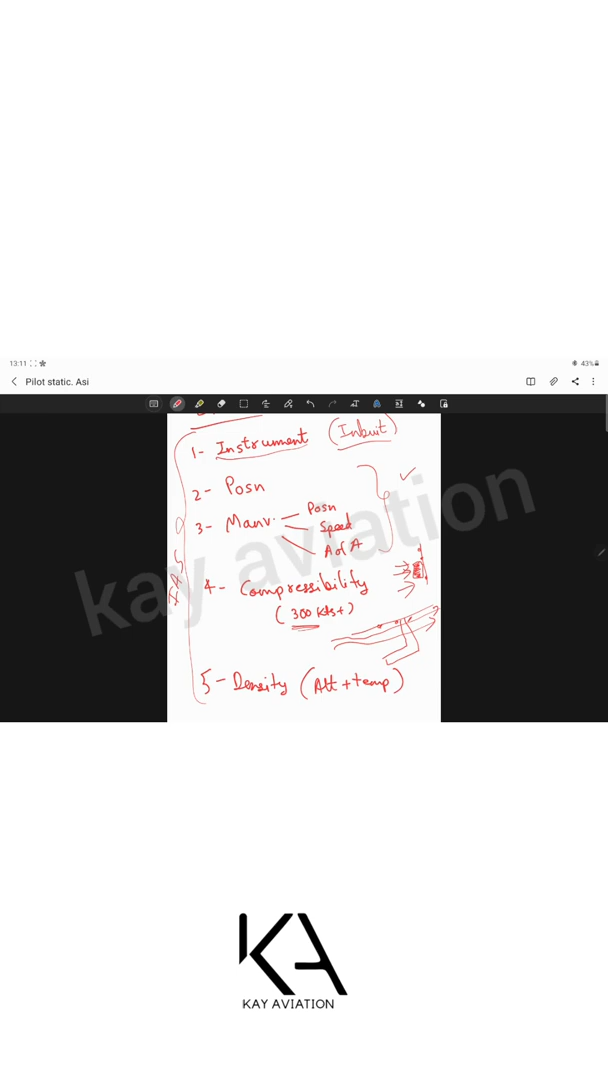 13:11
43%
Pilot static. Asi
1- Instrument (Inbuit)
2- Posn
3- Manv.
Posn
Speed
A of A
4- Compressibility
(300 kts+)
5- Density (Alt + temp)
kay aviation
KA
KAY AVIATION